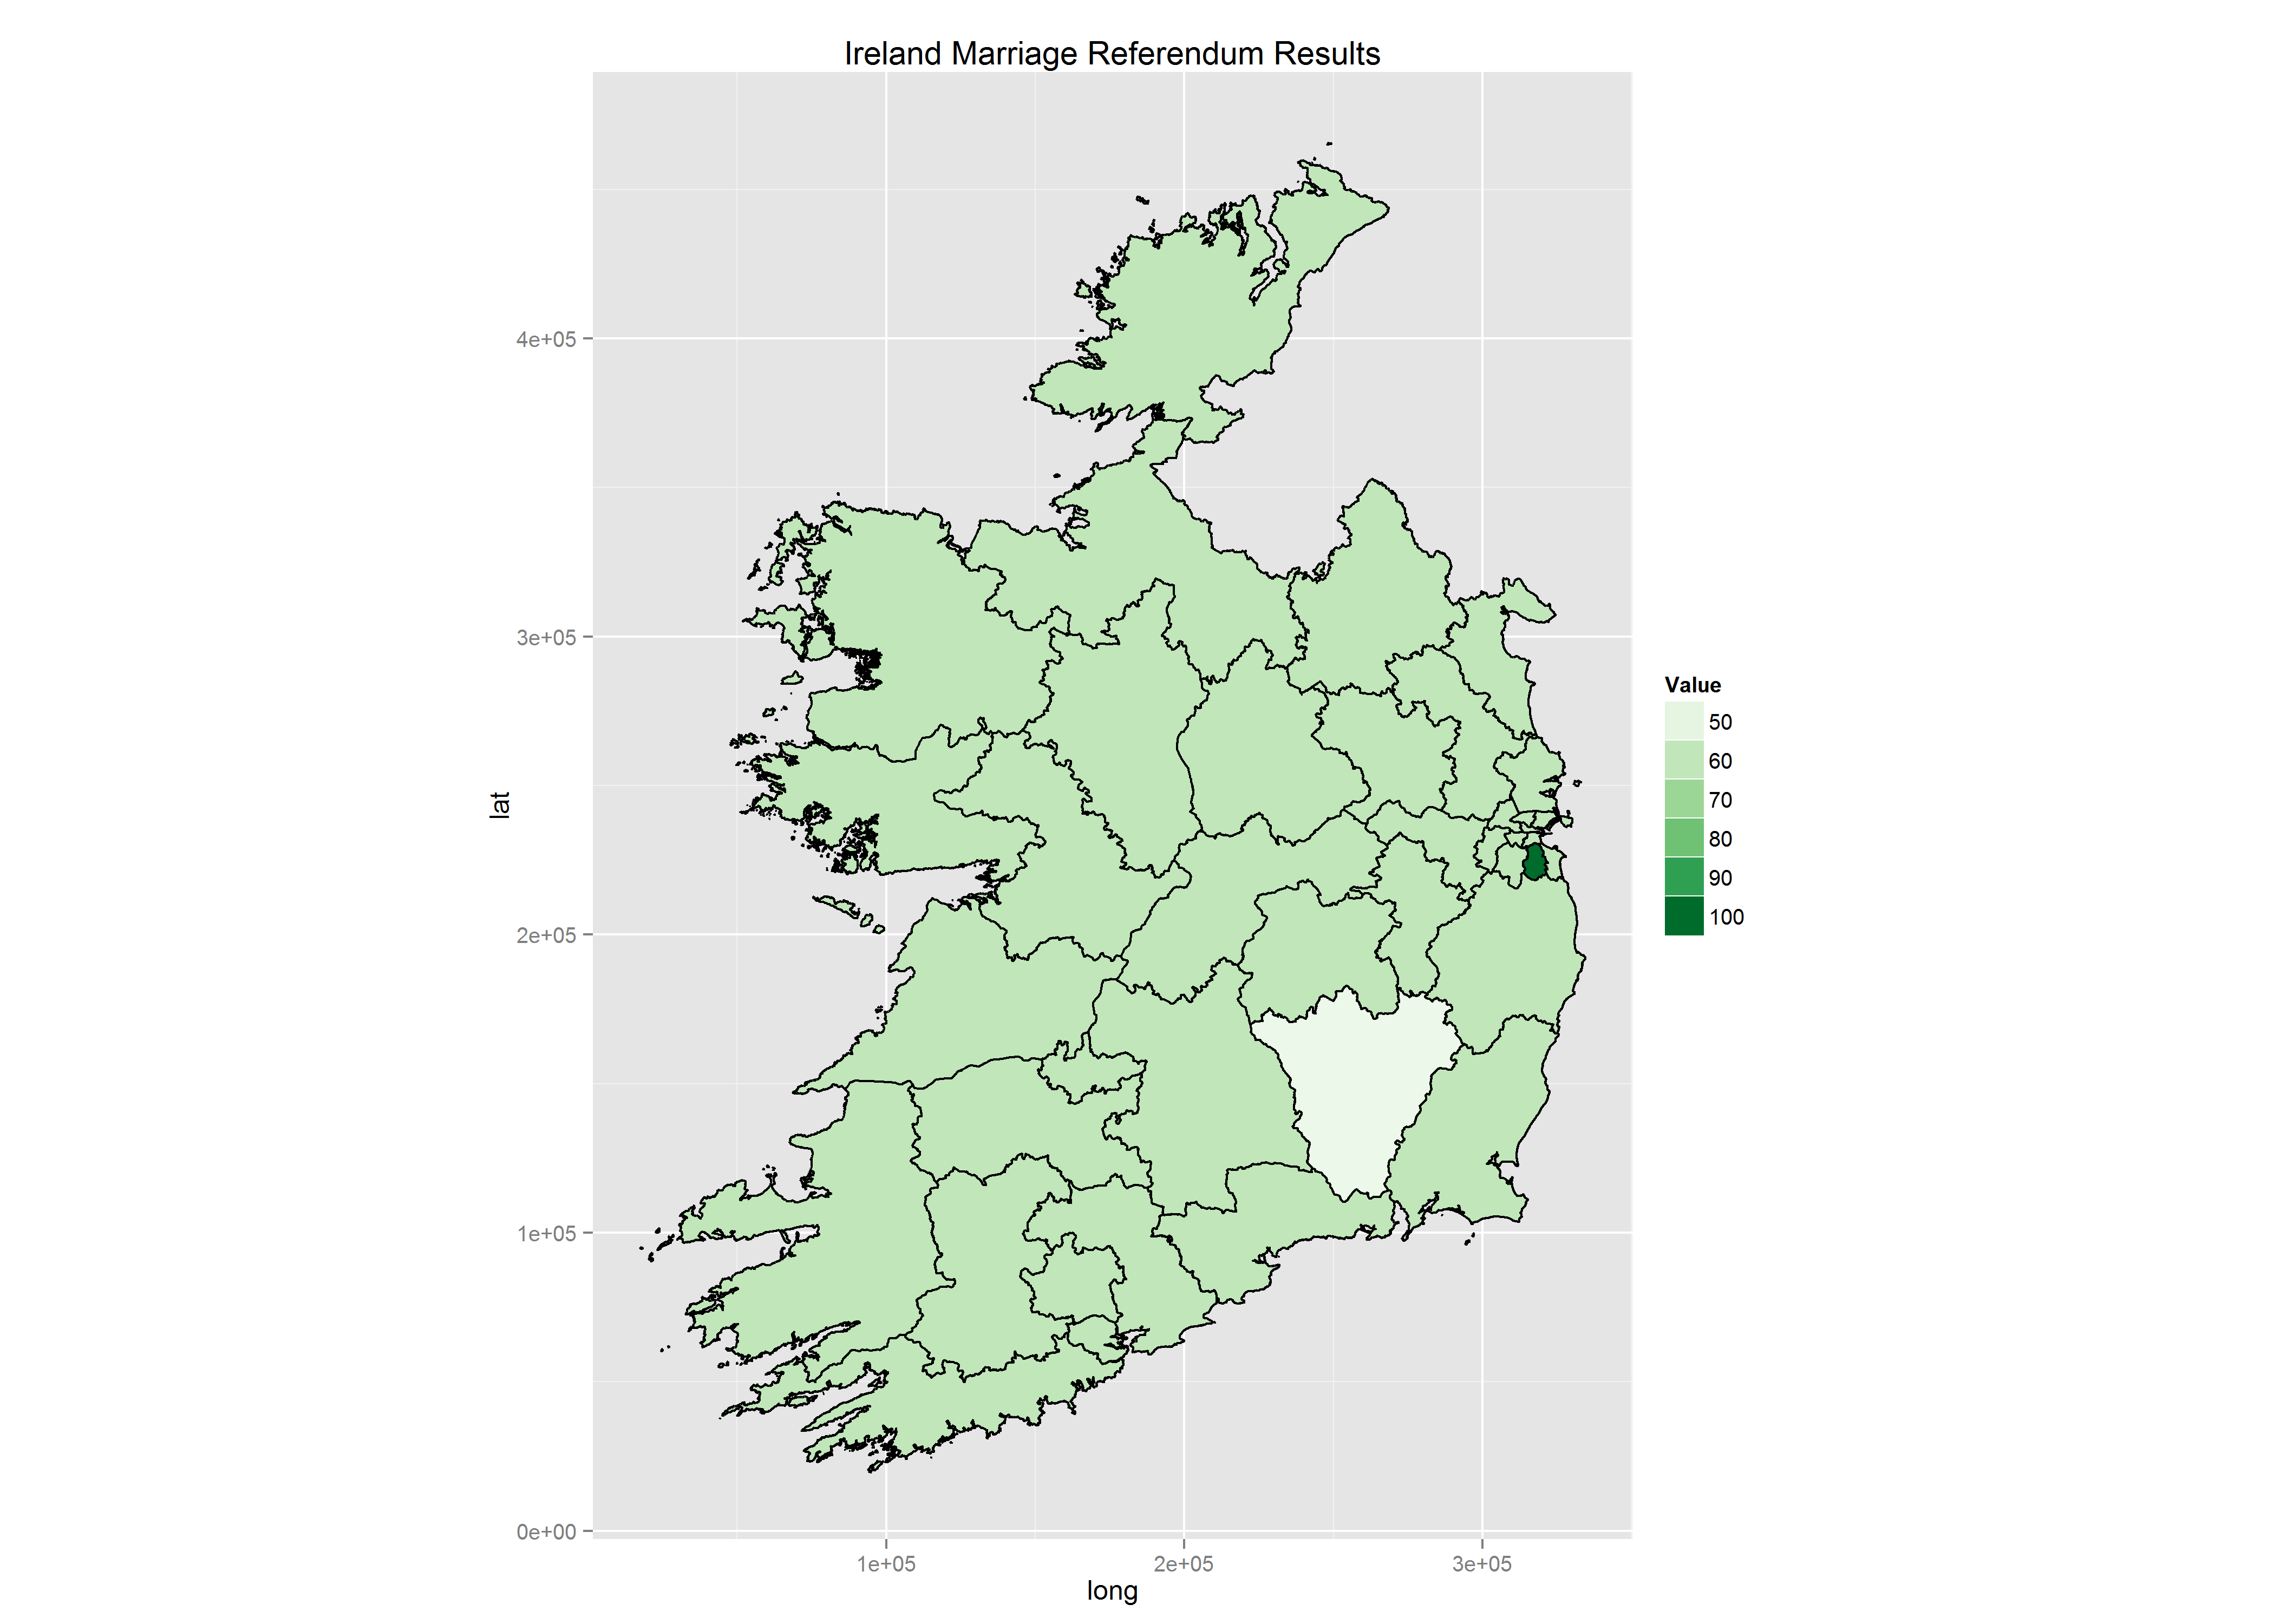 Ireland Marriage Referendum Results
4e+05
3e+05
2e+05
1e+05
0e+00
lat
1e+05 2e+05 3e+05
long
Value
50
60
70
80
90
100